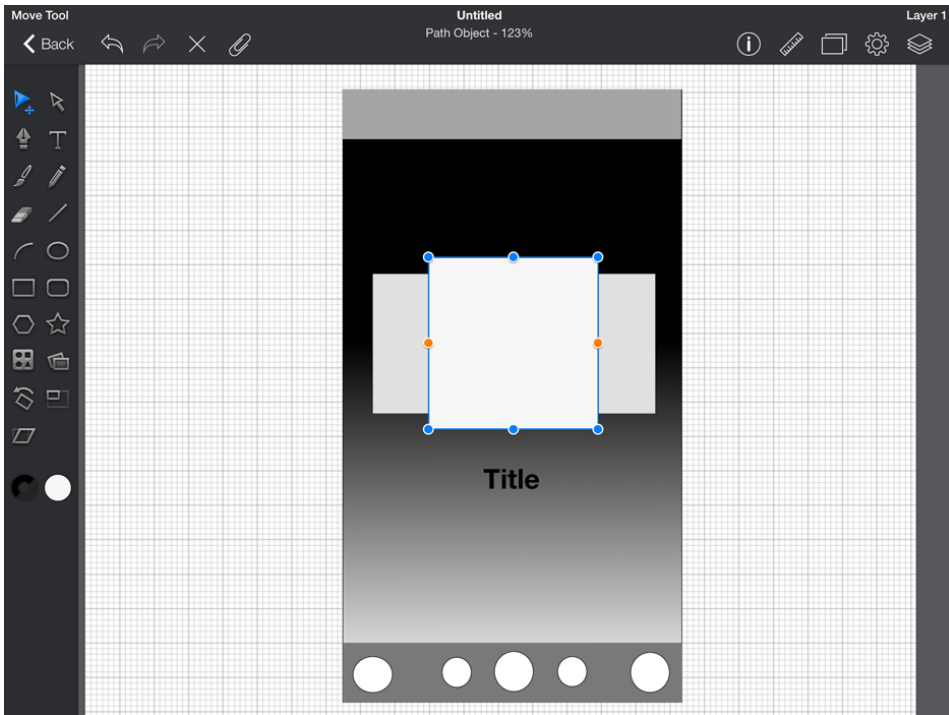 Move Tool
Untitled
Layer 1
Back
Path Object - 123%
Title